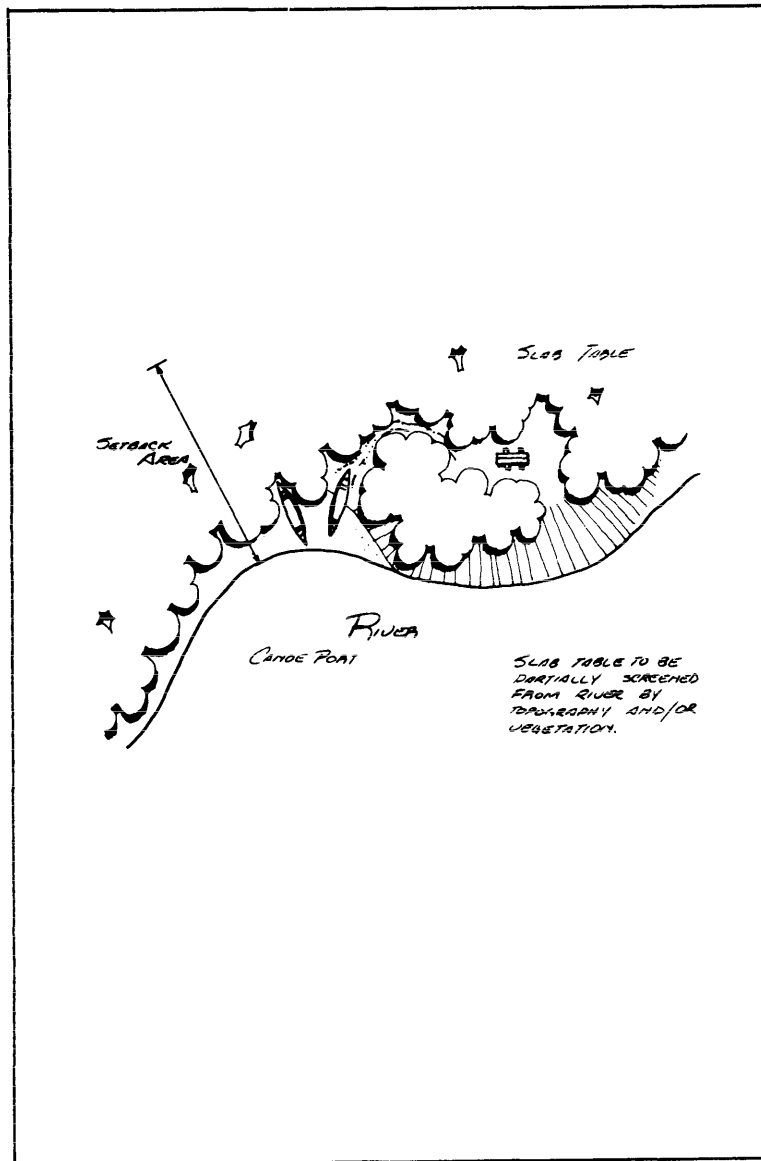 SLAB TABLE
SETBACK
AREA
RIVER
CANOE PORT
SLAB TABLE TO BE
PARTIALLY SCREENED
FROM RIVER BY
TOPOGRAPHY AND/OR
VEGETATION.